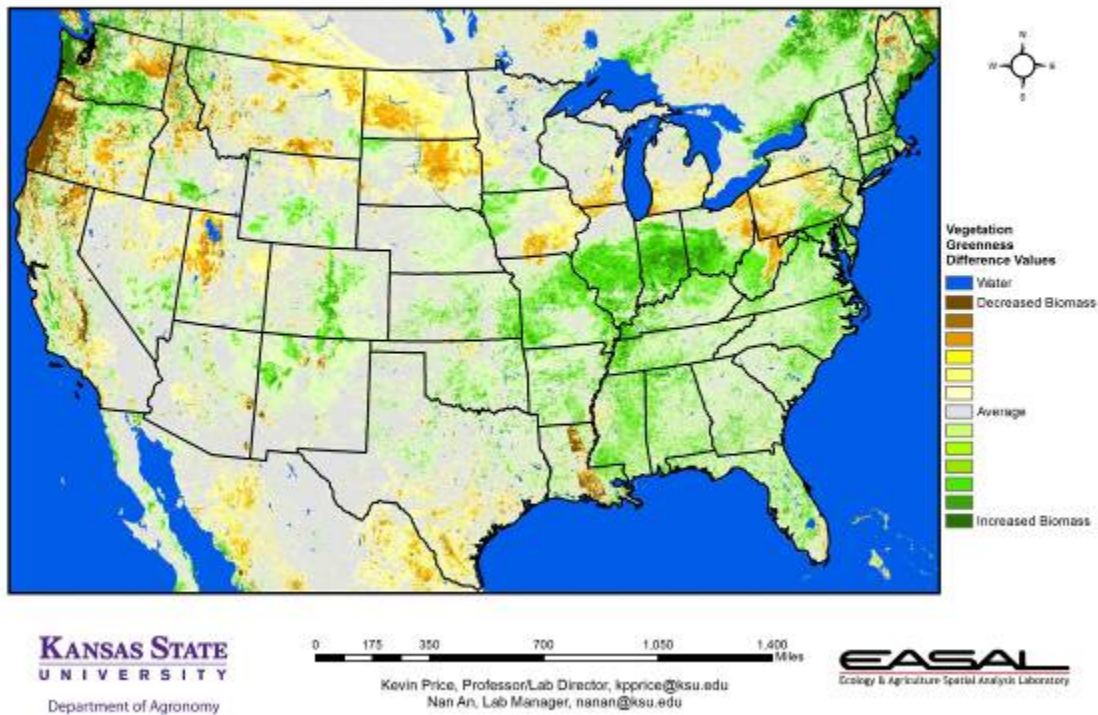 N
W E
S
Vegetation
Greenness
Difference Values
Water
Decreased Biomass
Average
Increased Biomass
KANSAS STATE
UNIVERSITY
Department of Agronomy
0 175 350 700 1,050 1,400
Miles
Kevin Price, Professor/Lab Director, kpprice@ksu.edu
Nan An, Lab Manager, nanan@ksu.edu
EASAL
Ecology & Agriculture Spatial Analysis Laboratory